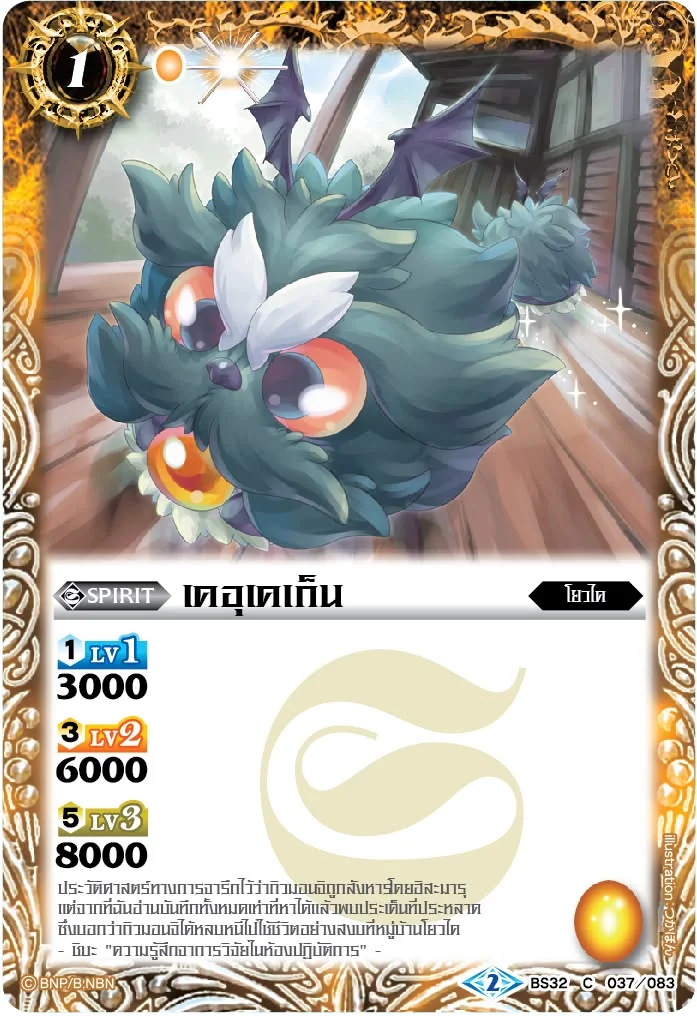 1
SPIRIT เคอุเคเก็น โยวไค
1 LV1
3000
3 LV2
6000
5 LV3
8000
ประวัติศาสตร์ทางการจารึกไว้ว่ากิวมอนจิถูกสังหารโดยอิสะมารุ
แต่จากที่ฉันอ่านบันทึกทั้งหมดเท่าที่หาได้แล้วพบประเด็นที่ประหลาด
ซึ่งบอกว่ากิวมอนจิได้หลบหนีไปใช้ชีวิตอย่างสงบที่หมู่บ้านโยวไค
- ชิบะ "ความรู้สึกจากการวิจัยในห้องปฏิบัติการ" -
illustration:
©BNP/B;NBN
2 BS32 C 037/083